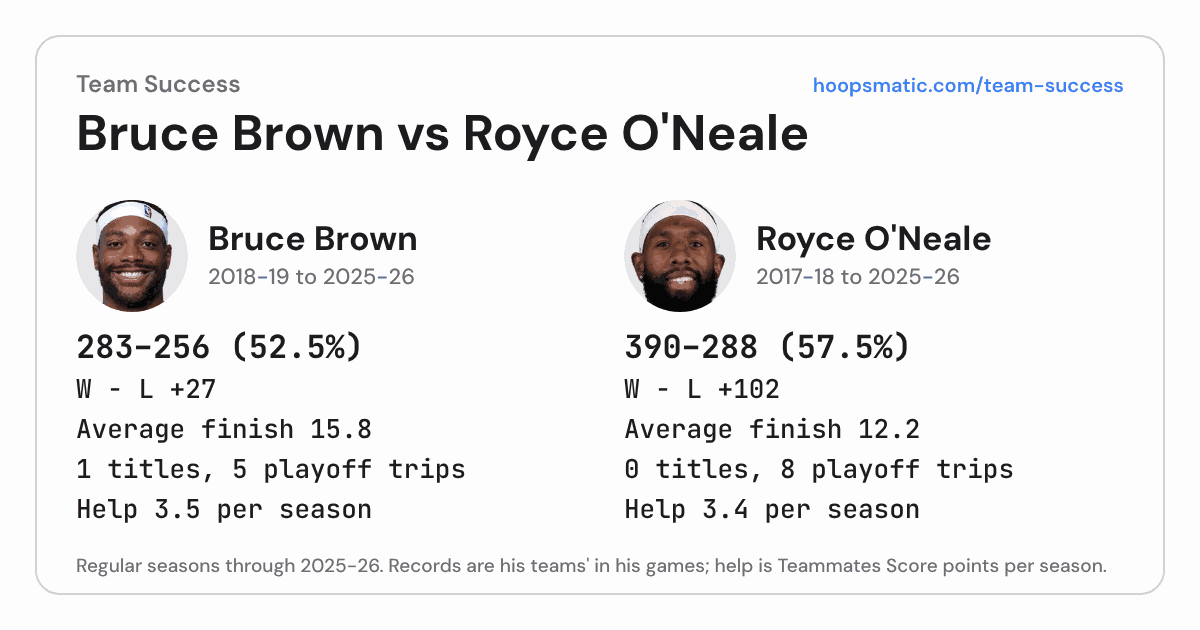 Team Success
hoopsmatic.com/team-success
Bruce Brown vs Royce O'Neale
Bruce Brown
2018-19 to 2025-26
283-256 (52.5%)
W - L +27
Average finish 15.8
1 titles, 5 playoff trips
Help 3.5 per season
Royce O'Neale
2017-18 to 2025-26
390-288 (57.5%)
W - L +102
Average finish 12.2
0 titles, 8 playoff trips
Help 3.4 per season
Regular seasons through 2025-26. Records are his teams' in his games; help is Teammates Score points per season.